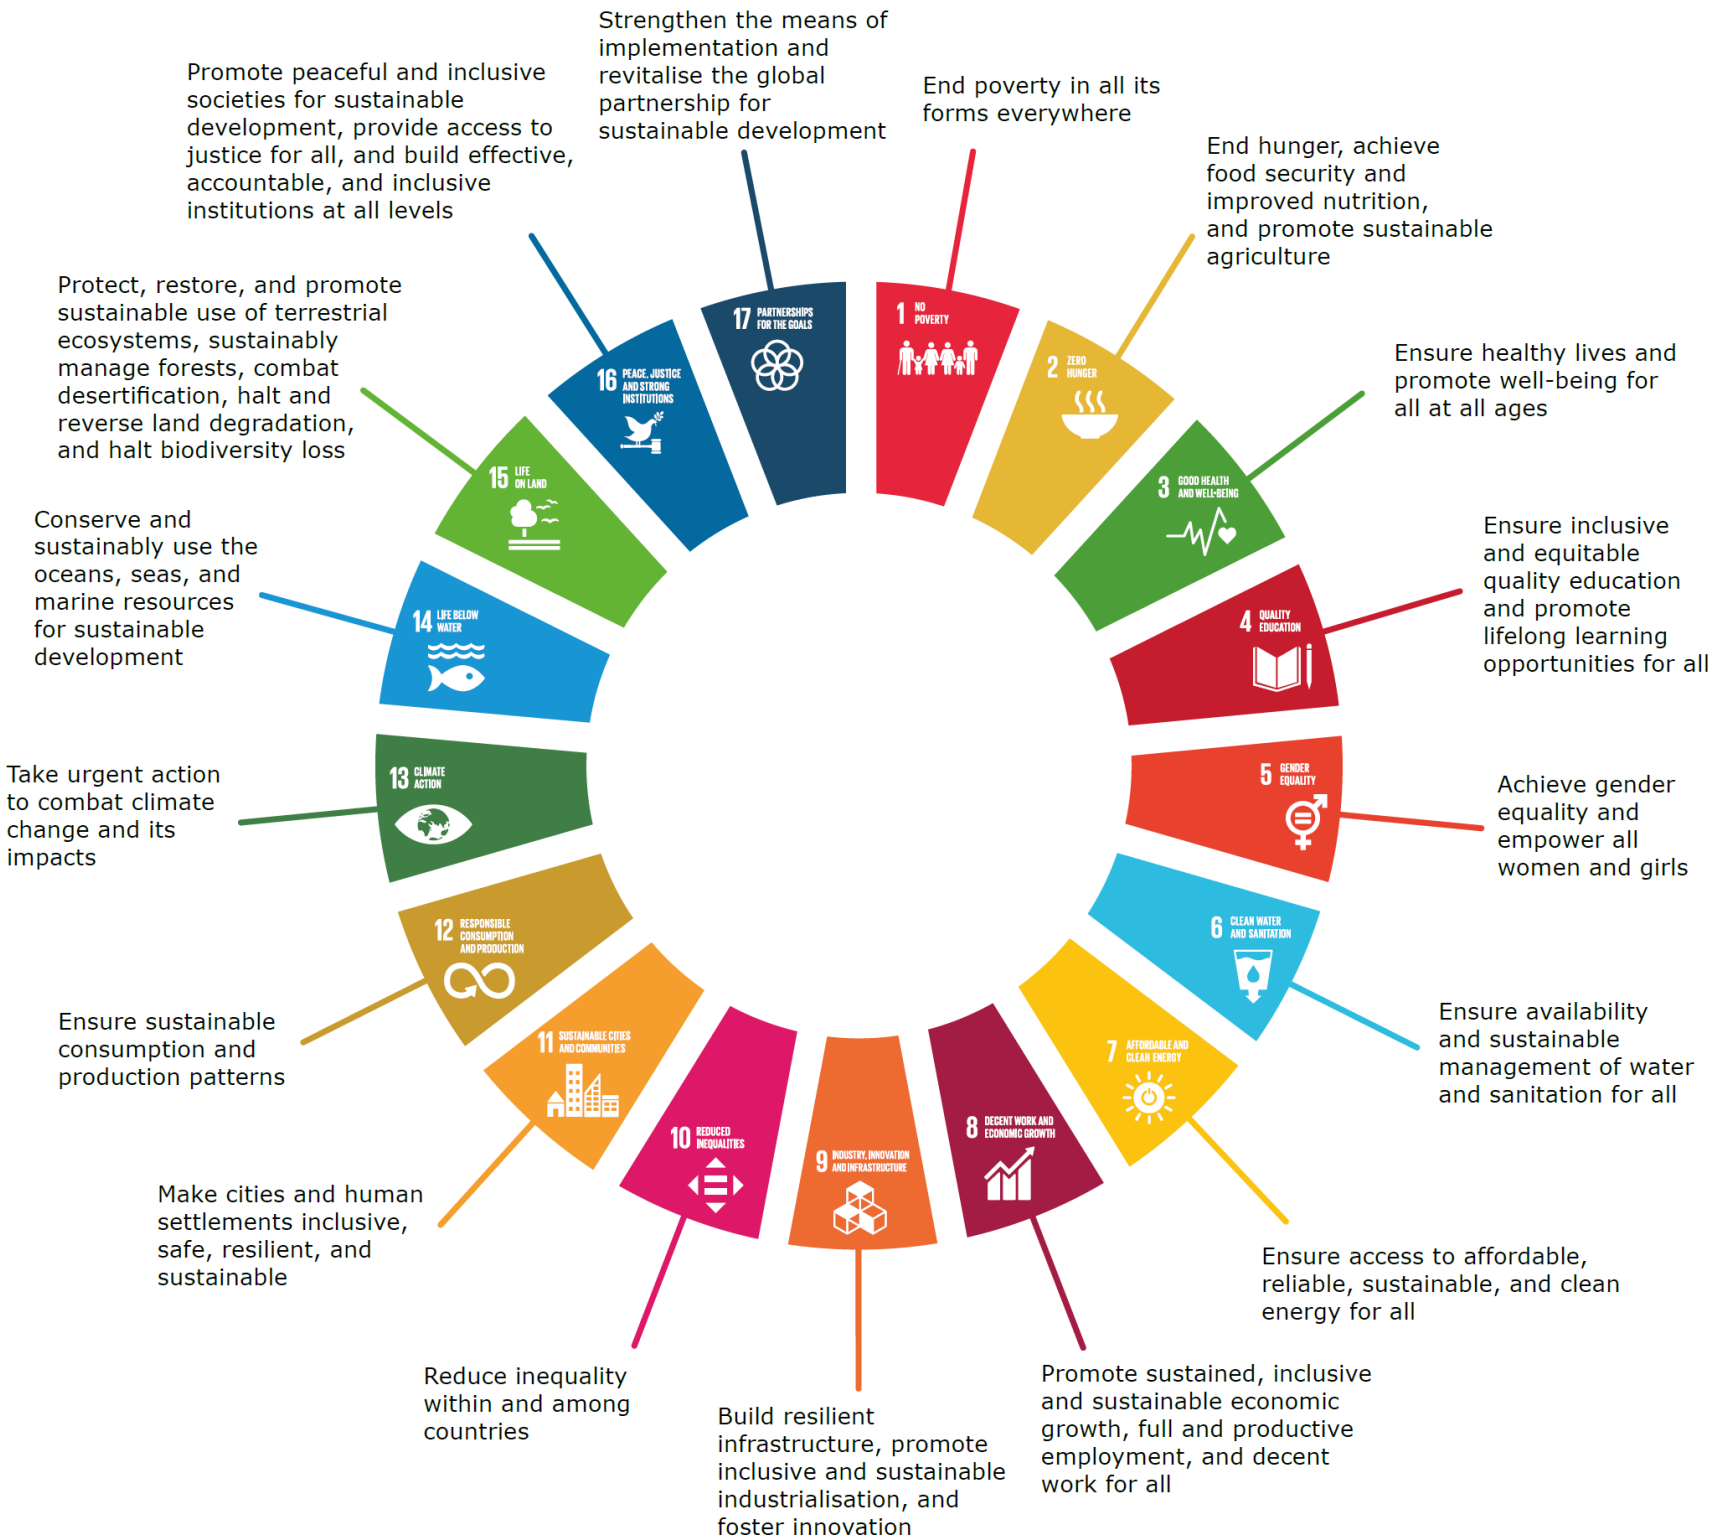 Strengthen the means of
implementation and
revitalise the global
partnership for
sustainable development
End poverty in all its
forms everywhere
End hunger, achieve
food security and
improved nutrition,
and promote sustainable
agriculture
Ensure healthy lives and
promote well-being for
all at all ages
Ensure inclusive
and equitable
quality education
and promote
lifelong learning
opportunities for all
Achieve gender
equality and
empower all
women and girls
Ensure availability
and sustainable
management of water
and sanitation for all
Ensure access to affordable,
reliable, sustainable, and clean
energy for all
Promote sustained, inclusive
and sustainable economic
growth, full and productive
employment, and decent
work for all
Build resilient
infrastructure, promote
inclusive and sustainable
industrialisation, and
foster innovation
Reduce inequality
within and among
countries
Make cities and human
settlements inclusive,
safe, resilient, and
sustainable
Ensure sustainable
consumption and
production patterns
Take urgent action
to combat climate
change and its
impacts
Conserve and
sustainably use the
oceans, seas, and
marine resources
for sustainable
development
Protect, restore, and promote
sustainable use of terrestrial
ecosystems, sustainably
manage forests, combat
desertification, halt and
reverse land degradation,
and halt biodiversity loss
Promote peaceful and inclusive
societies for sustainable
development, provide access to
justice for all, and build effective,
accountable, and inclusive
institutions at all levels
1 NO
POVERTY
2 ZERO
HUNGER
3 GOOD HEALTH
AND WELL-BEING
4 QUALITY
EDUCATION
5 GENDER
EQUALITY
6 CLEAN WATER
AND SANITATION
7 AFFORDABLE AND
CLEAN ENERGY
8 DECENT WORK AND
ECONOMIC GROWTH
9 INDUSTRY, INNOVATION
AND INFRASTRUCTURE
10 REDUCED
INEQUALITIES
11 SUSTAINABLE CITIES
AND COMMUNITIES
12 RESPONSIBLE
CONSUMPTION
AND PRODUCTION
13 CLIMATE
ACTION
14 LIFE BELOW
WATER
15 LIFE
ON LAND
16 PEACE, JUSTICE
AND STRONG
INSTITUTIONS
17 PARTNERSHIPS
FOR THE GOALS